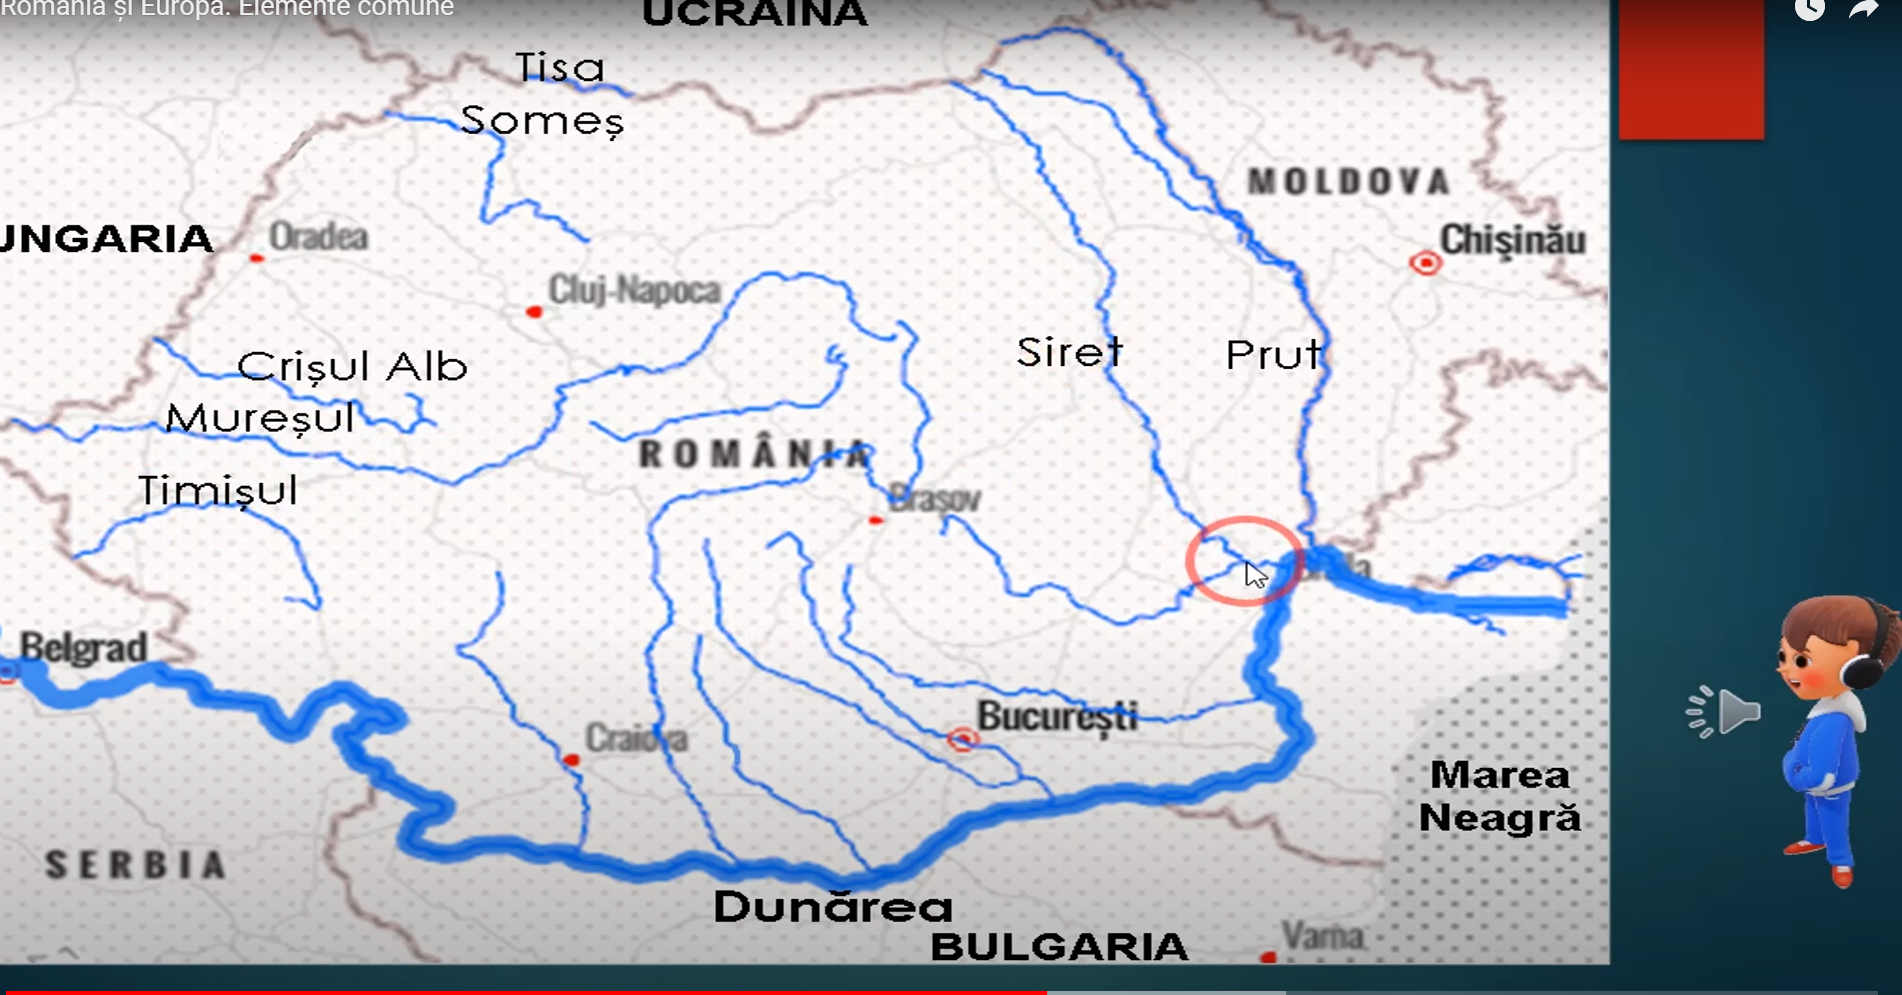 România și Europa. Elemente comune
UCRAINA
Tisa
Someș
MOLDOVA
UNGARIA
Oradea
Chişinău
Cluj-Napoca
Siret
Prut
Crișul Alb
Mureșul
ROMÂNIA
Timișul
Brașov
Belgrad
București
Craiova
Marea
Neagră
SERBIA
Dunărea
BULGARIA
Varna